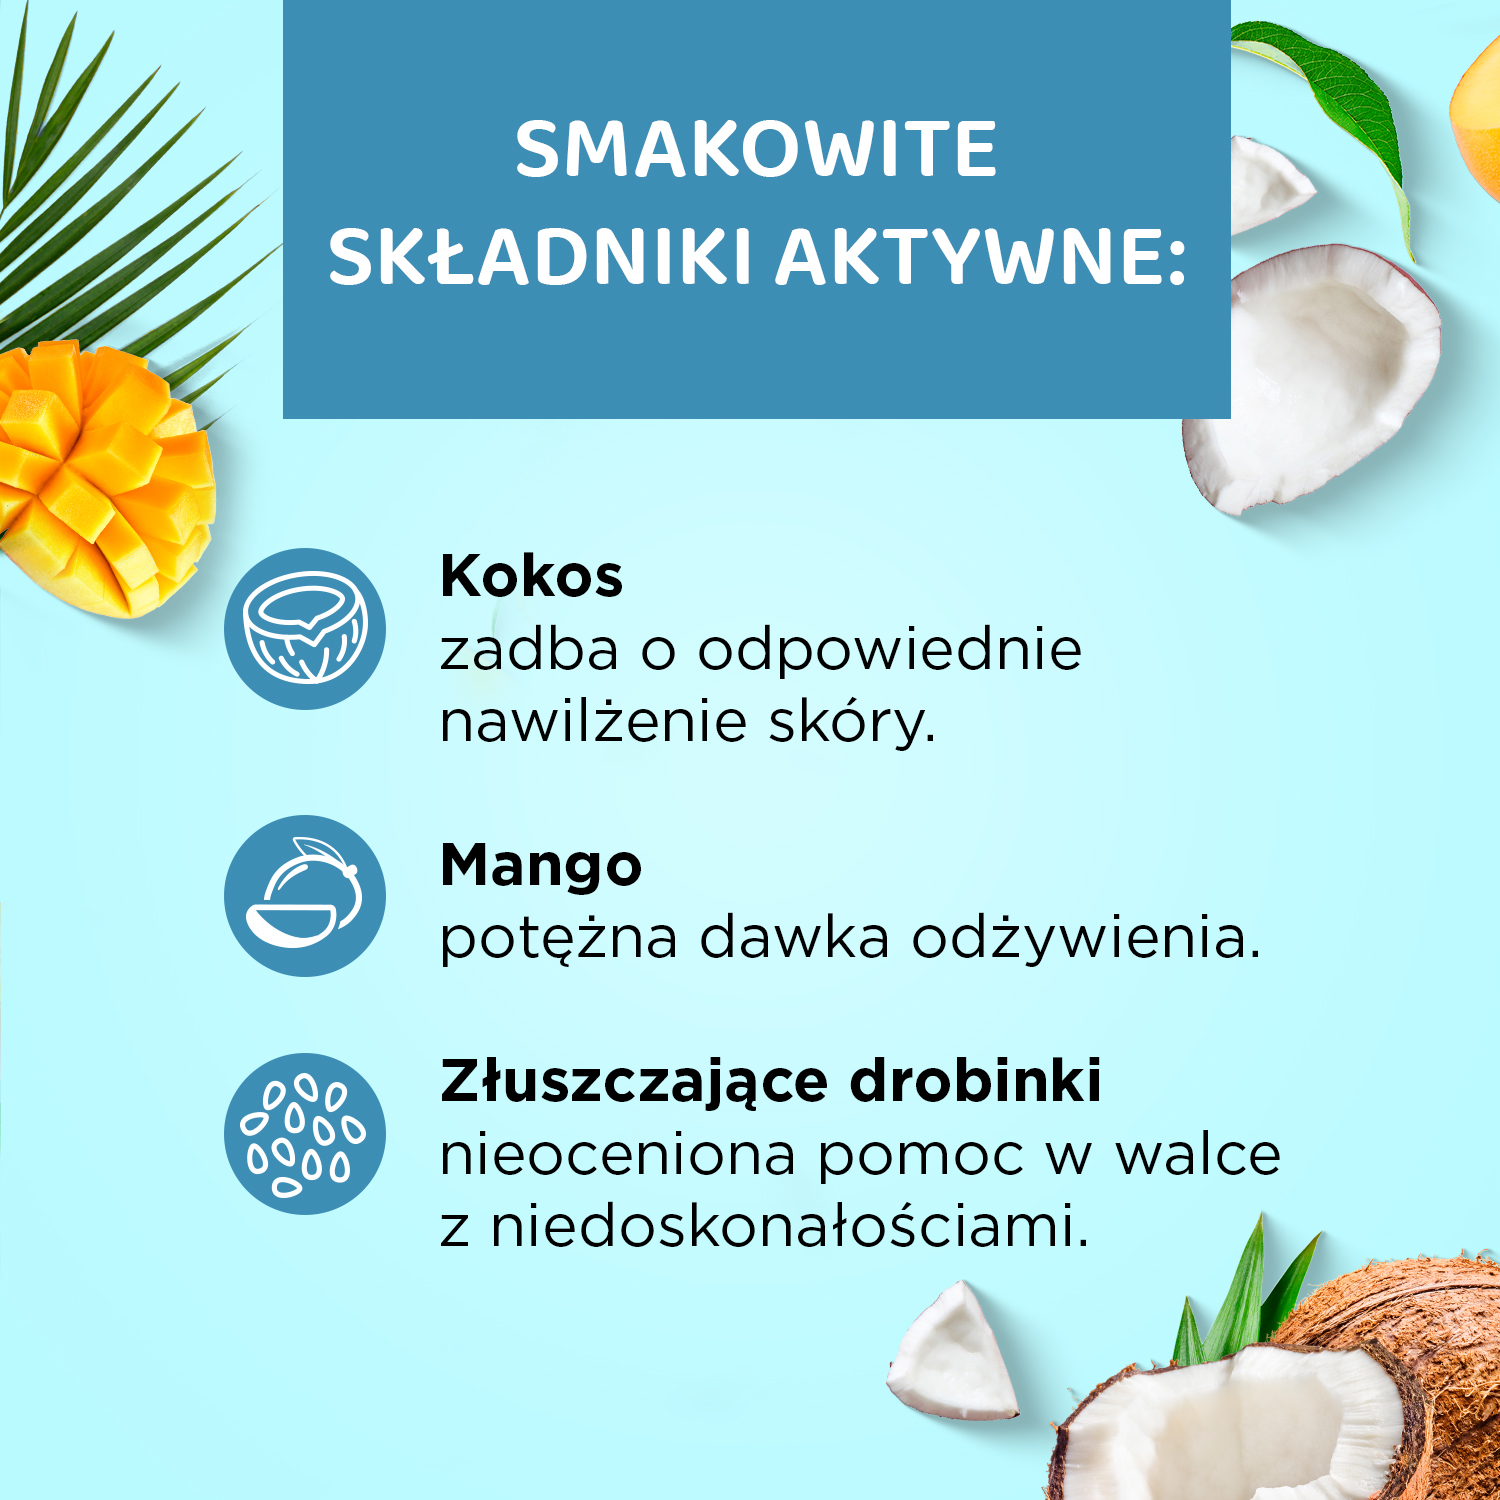 SMAKOWITE
SKŁADNIKI AKTYWNE:
Kokos
zadba o odpowiednie
nawilżenie skóry.
Mango
potężna dawka odżywienia.
Złuszczające drobinki
nieoceniona pomoc w walce
z niedoskonałościami.